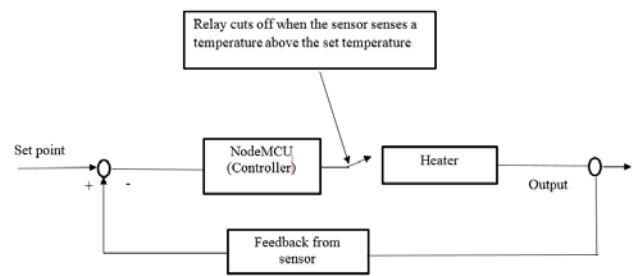 Relay cuts off when the sensor senses a
temperature above the set temperature
Set point
+
-
NodeMCU
(Controller)
Heater
Output
Feedback from
sensor